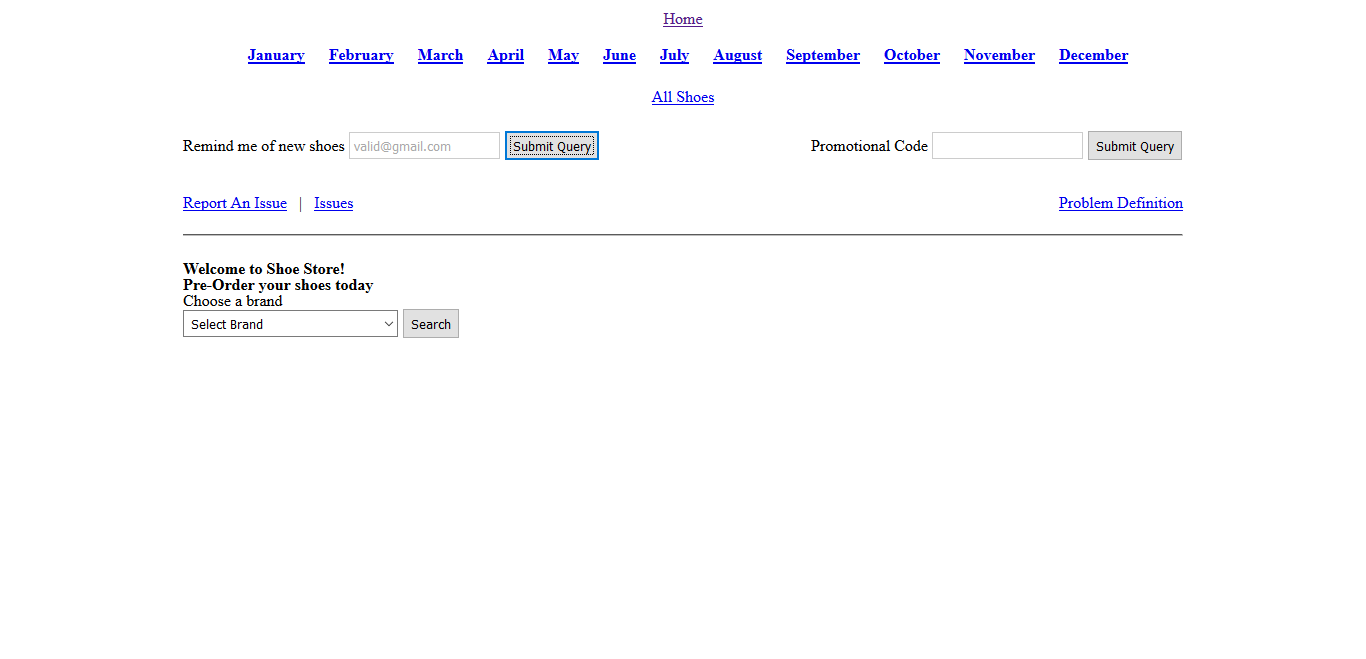 Home
January February March April May June July August September October November December
All Shoes
Remind me of new shoes valid@gmail.com Submit Query Promotional Code Submit Query
Report An Issue | Issues Problem Definition
Welcome to Shoe Store!
Pre-Order your shoes today
Choose a brand
Select Brand Search